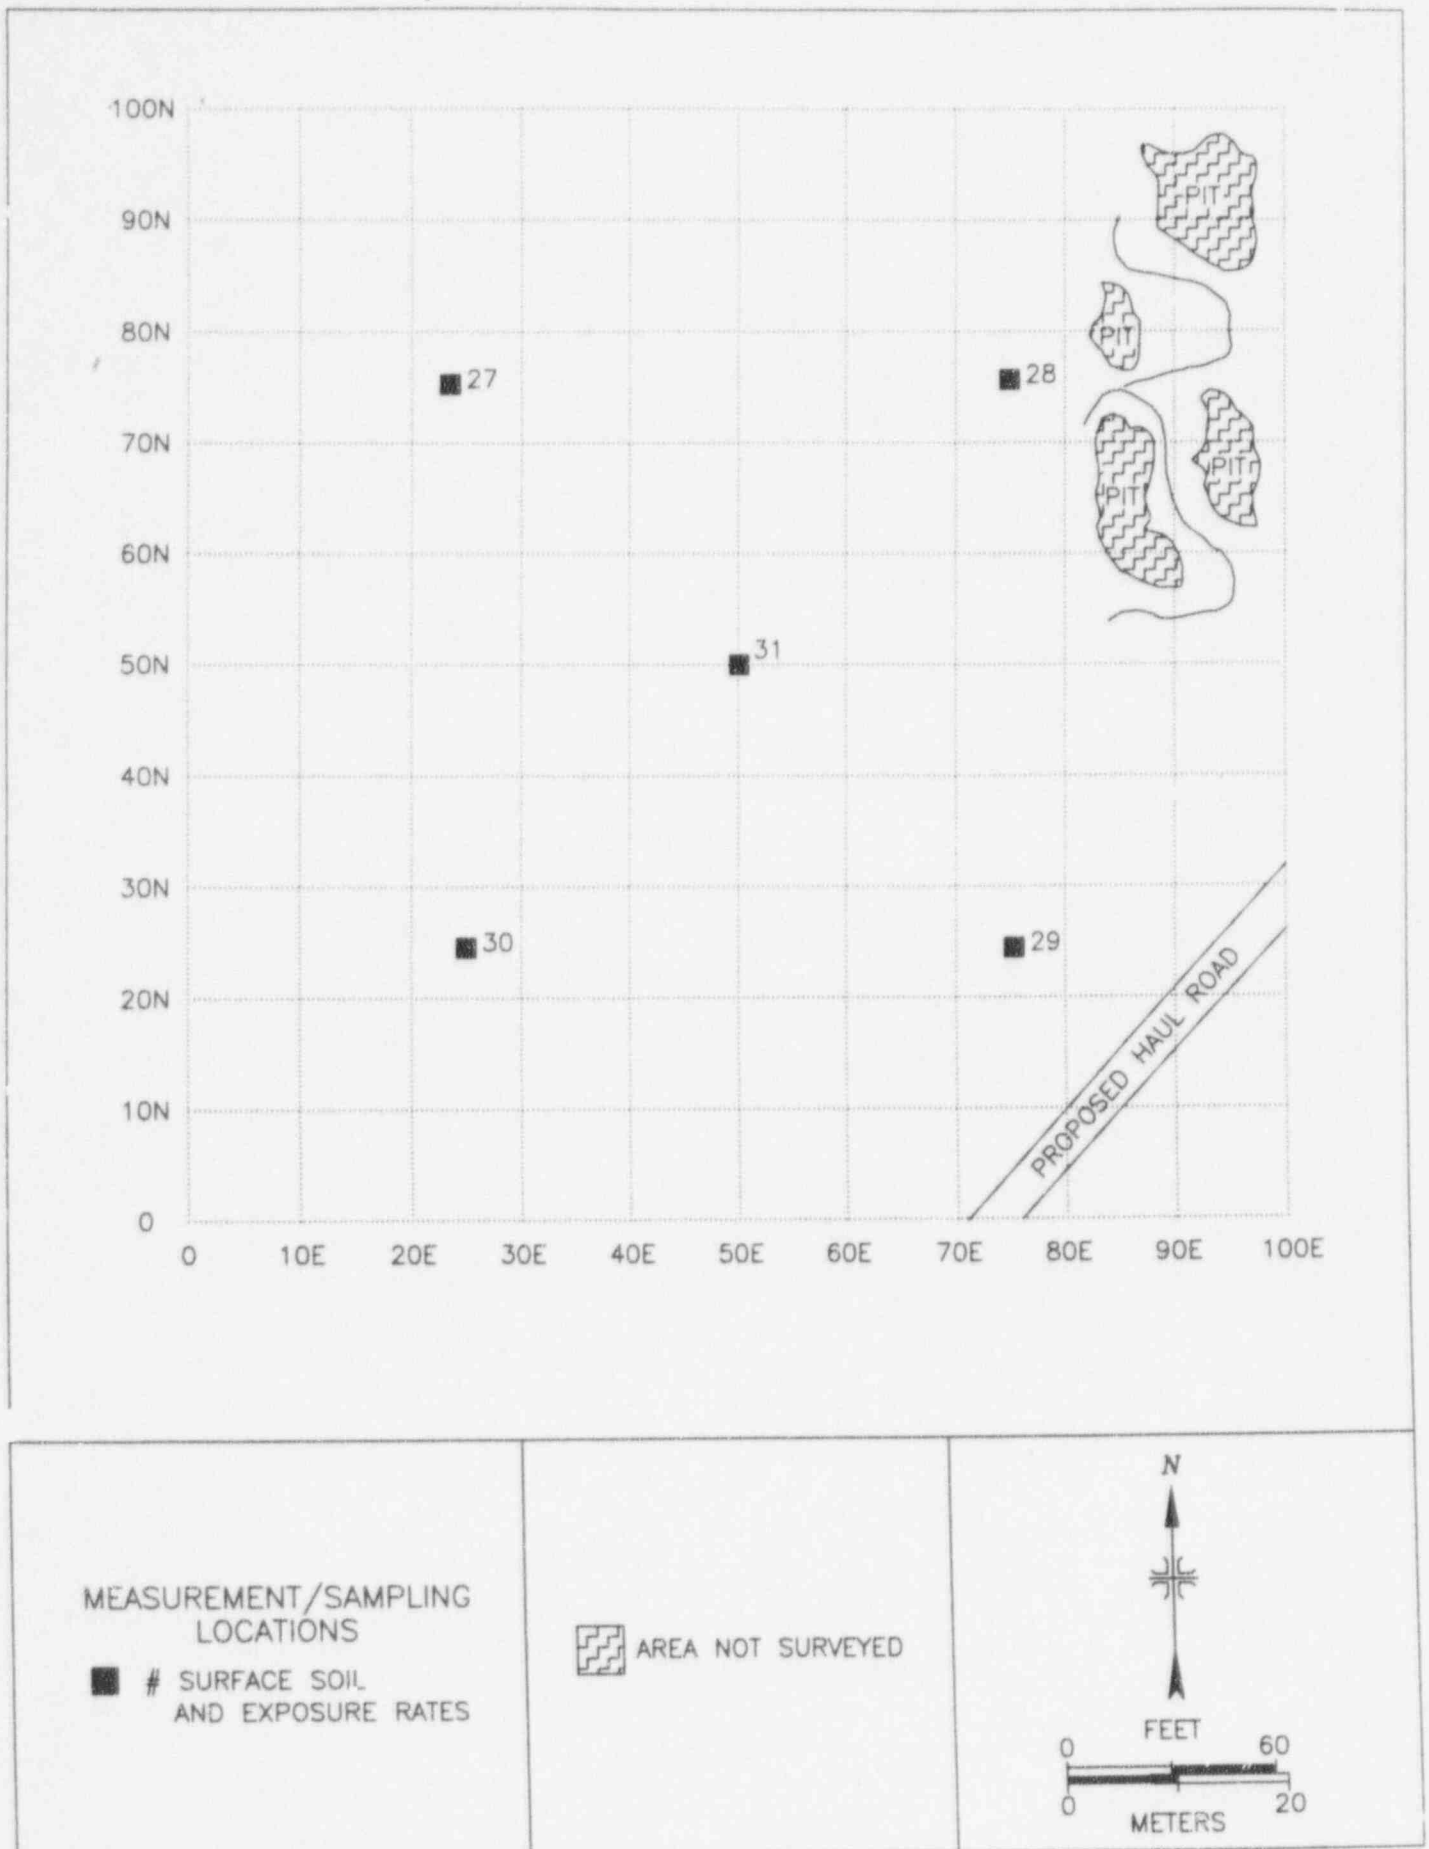 100N
90N
80N
70N
60N
50N
40N
30N
20N
10N
0
0 10E 20E 30E 40E 50E 60E 70E 80E 90E 100E
PIT
PIT
PIT
PIT
27
28
31
30
29
PROPOSED HAUL ROAD
MEASUREMENT/SAMPLING
LOCATIONS
# SURFACE SOIL
AND EXPOSURE RATES
AREA NOT SURVEYED
N
FEET
0 60
0 20
METERS